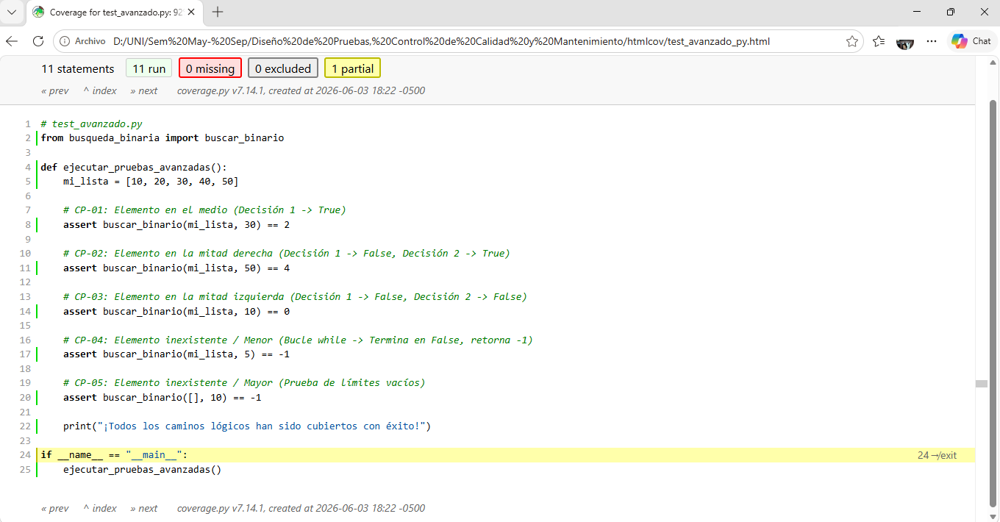 Coverage for test_avanzado.py: 92
Archivo D:/UNI/Sem%20May-%20Sep/Diseño%20de%20Pruebas,%20Control%20de%20Calidad%20y%20Mantenimiento/htmlcov/test_avanzado_py.html
Chat
11 statements 11 run 0 missing 0 excluded 1 partial
« prev ^ index » next coverage.py v7.14.1, created at 2026-06-03 18:22 -0500
1 # test_avanzado.py
2 from busqueda_binaria import buscar_binario
3
4 def ejecutar_pruebas_avanzadas():
5 mi_lista = [10, 20, 30, 40, 50]
6
7 # CP-01: Elemento en el medio (Decisión 1 -> True)
8 assert buscar_binario(mi_lista, 30) == 2
9
10 # CP-02: Elemento en la mitad derecha (Decisión 1 -> False, Decisión 2 -> True)
11 assert buscar_binario(mi_lista, 50) == 4
12
13 # CP-03: Elemento en la mitad izquierda (Decisión 1 -> False, Decisión 2 -> False)
14 assert buscar_binario(mi_lista, 10) == 0
15
16 # CP-04: Elemento inexistente / Menor (Bucle while -> Termina en False, retorna -1)
17 assert buscar_binario(mi_lista, 5) == -1
18
19 # CP-05: Elemento inexistente / Mayor (Prueba de límites vacíos)
20 assert buscar_binario([], 10) == -1
21
22 print("¡Todos los caminos lógicos han sido cubiertos con éxito!")
23
24 if __name__ == "__main__": 24 ↛ exit
25 ejecutar_pruebas_avanzadas()
« prev ^ index » next coverage.py v7.14.1, created at 2026-06-03 18:22 -0500